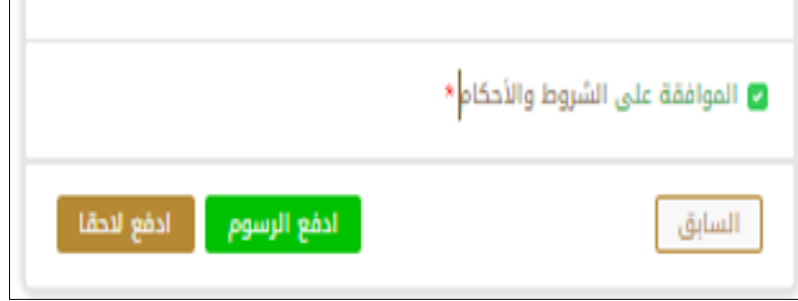 الموافقة على الشروط والأحكام *
السابق
ادفع الرسوم
ادفع لاحقا